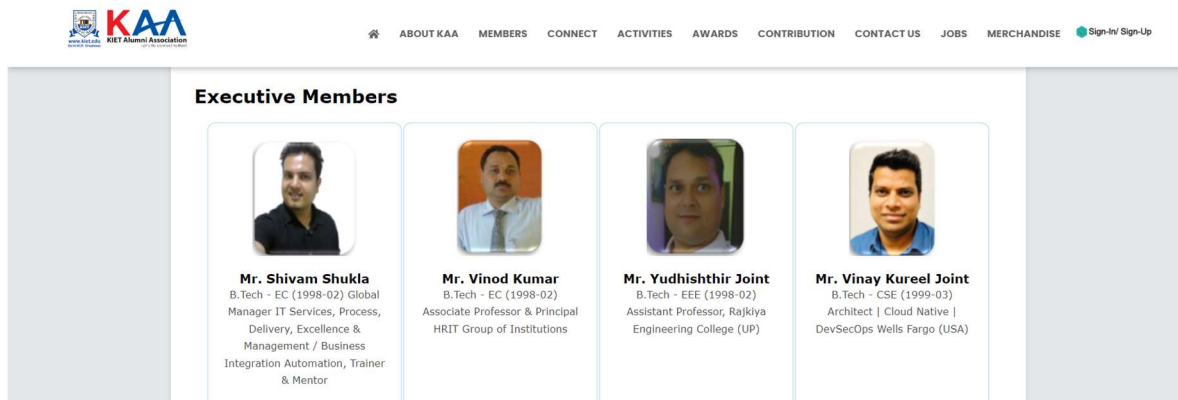 KAA
www.kiet.edu
KIET Alumni Association
ABOUT KAA MEMBERS CONNECT ACTIVITIES AWARDS CONTRIBUTION CONTACT US JOBS MERCHANDISE Sign-In/ Sign-Up
Executive Members
Mr. Shivam Shukla
B.Tech - EC (1998-02) Global
Manager IT Services, Process,
Delivery, Excellence &
Management / Business
Integration Automation, Trainer
& Mentor
Mr. Vinod Kumar
B.Tech - EC (1998-02)
Associate Professor & Principal
HRIT Group of Institutions
Mr. Yudhishthir Joint
B.Tech - EEE (1998-02)
Assistant Professor, Rajkiya
Engineering College (UP)
Mr. Vinay Kureel Joint
B.Tech - CSE (1999-03)
Architect | Cloud Native |
DevSecOps Wells Fargo (USA)